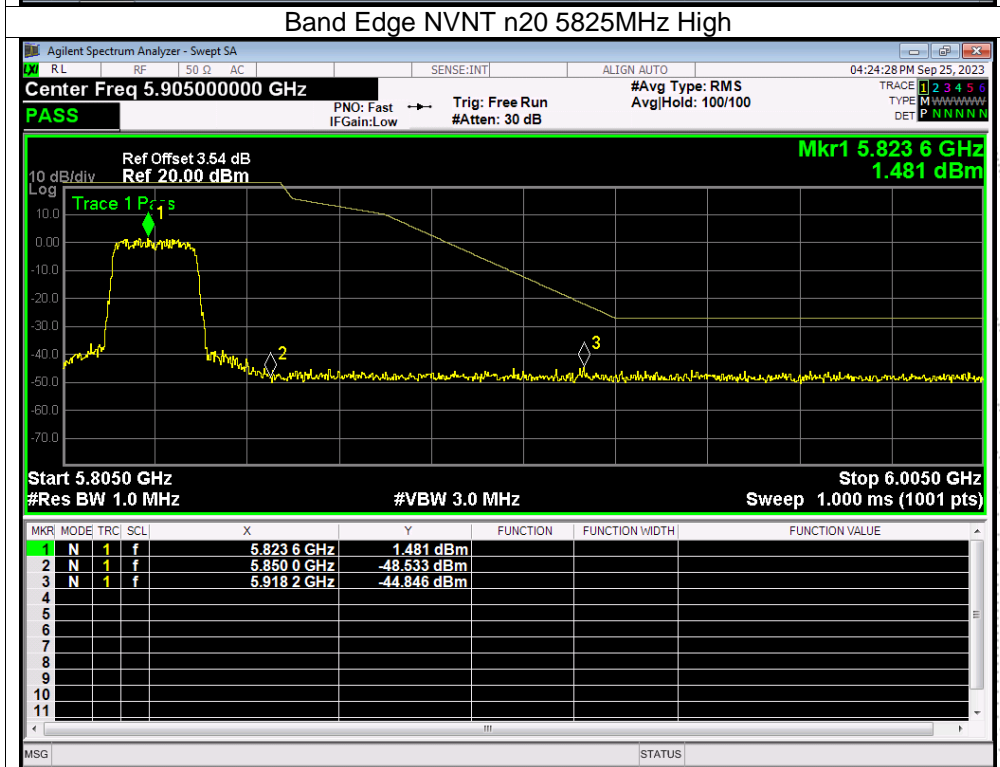 Band Edge NVNT n20 5825MHz High
Agilent Spectrum Analyzer - Swept SA
LXI RL RF 50 Ω AC SENSE:INT ALIGN AUTO 04:24:28 PM Sep 25, 2023
Center Freq 5.905000000 GHz #Avg Type: RMS TRACE 1 2 3 4 5 6
PASS PNO: Fast Trig: Free Run Avg|Hold: 100/100 TYPE M WWWWW
IFGain:Low #Atten: 30 dB DET P N N N N N
Mkr1 5.823 6 GHz
Ref Offset 3.54 dB
10 dB/div Ref 20.00 dBm 1.481 dBm
Log
Trace 1 Pass
1
10.0
0.00
-10.0
-20.0
-30.0
-40.0
2
3
-50.0
-60.0
-70.0
Start 5.8050 GHz Stop 6.0050 GHz
#Res BW 1.0 MHz #VBW 3.0 MHz Sweep 1.000 ms (1001 pts)
MKR MODE TRC SCL X Y FUNCTION FUNCTION WIDTH FUNCTION VALUE
1 N 1 f 5.823 6 GHz 1.481 dBm
2 N 1 f 5.850 0 GHz -48.533 dBm
3 N 1 f 5.918 2 GHz -44.846 dBm
4
5
6
7
8
9
10
11
MSG STATUS